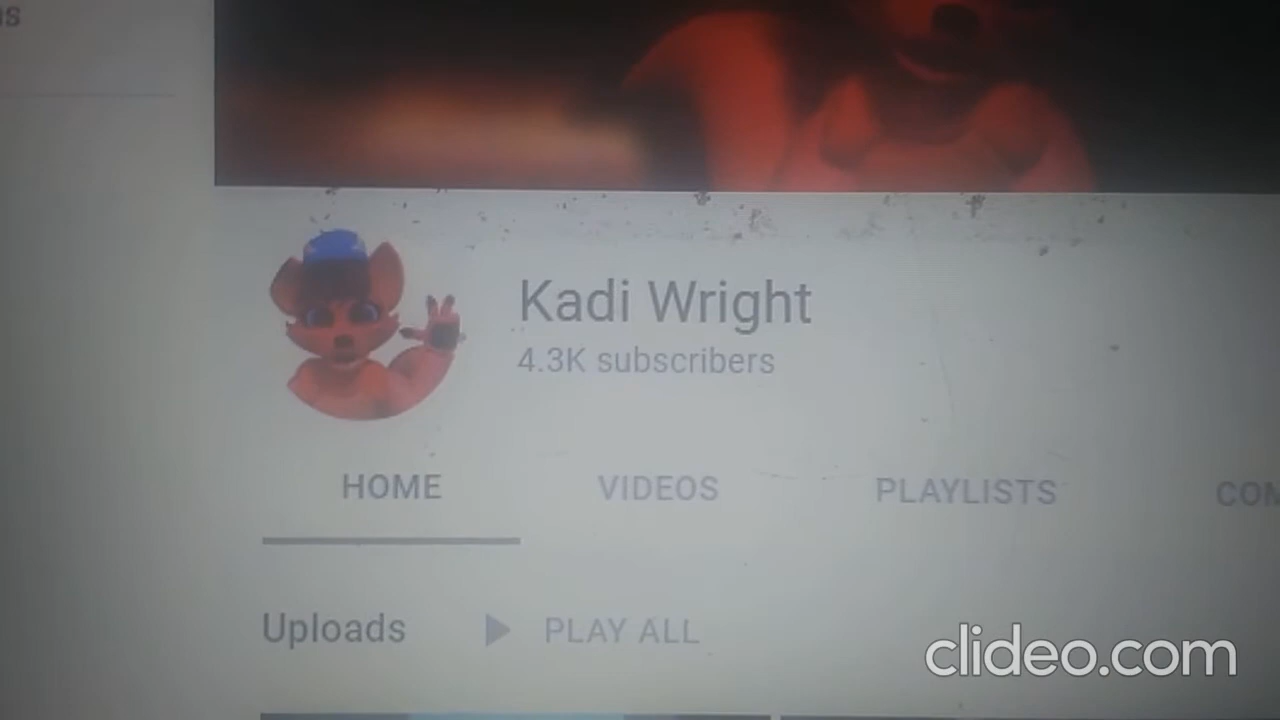 Kadi Wright
4.3K subscribers
HOME VIDEOS PLAYLISTS
Uploads PLAY ALL
clideo.com